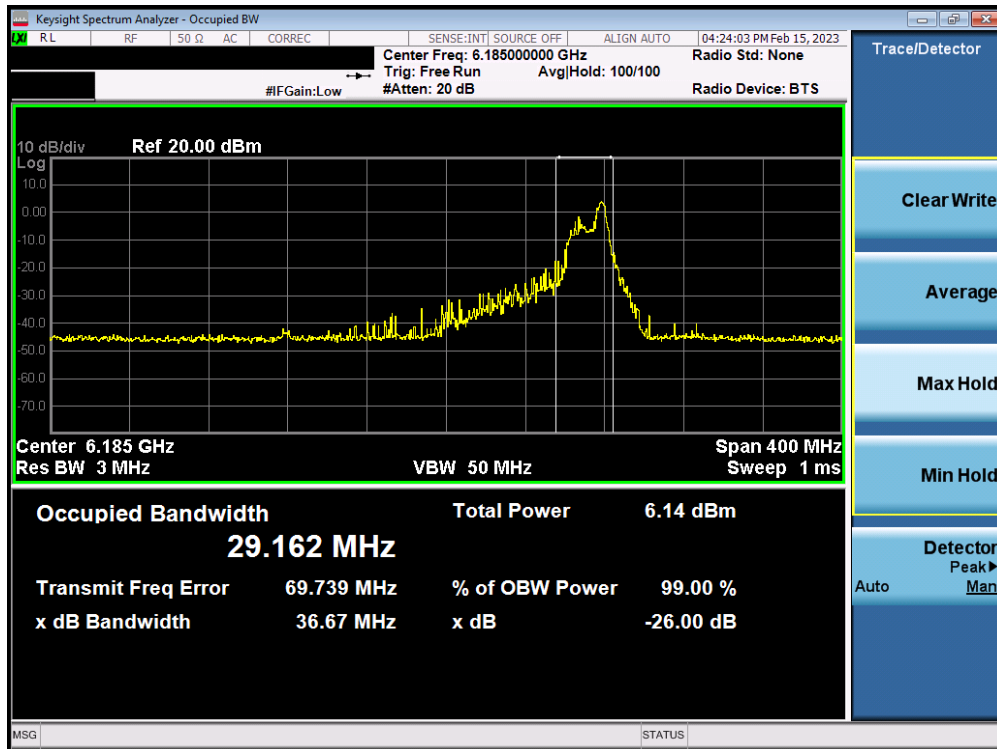 Keysight Spectrum Analyzer - Occupied BW
LXI RL RF 50 Ω AC CORREC SENSE:INT SOURCE OFF ALIGN AUTO 04:24:03 PM Feb 15, 2023
Center Freq: 6.185000000 GHz Radio Std: None
Trig: Free Run Avg|Hold: 100/100
#IFGain:Low #Atten: 20 dB Radio Device: BTS
10 dB/div Ref 20.00 dBm
Log
10.0
0.00
-10.0
-20.0
-30.0
-40.0
-50.0
-60.0
-70.0
Center 6.185 GHz Span 400 MHz
Res BW 3 MHz VBW 50 MHz Sweep 1 ms
Occupied Bandwidth Total Power 6.14 dBm
29.162 MHz
Transmit Freq Error 69.739 MHz % of OBW Power 99.00 %
x dB Bandwidth 36.67 MHz x dB -26.00 dB
Trace/Detector
Clear Write
Average
Max Hold
Min Hold
Detector
Peak▶
Auto Man
MSG STATUS